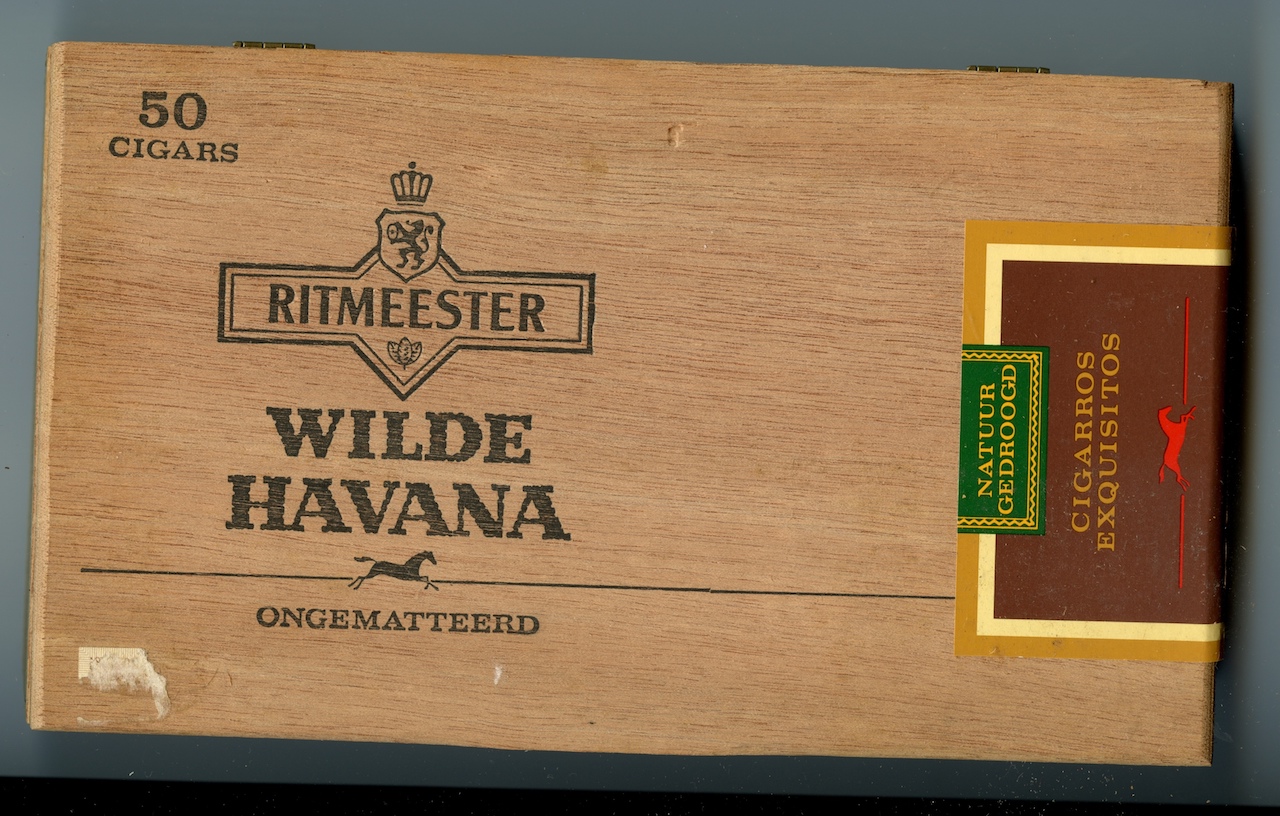 50
CIGARS
RITMEESTER
WILDE
HAVANA
ONGEMATTEERD
NATUUR
GEDROOGD
CIGARROS
EXQUISITOS